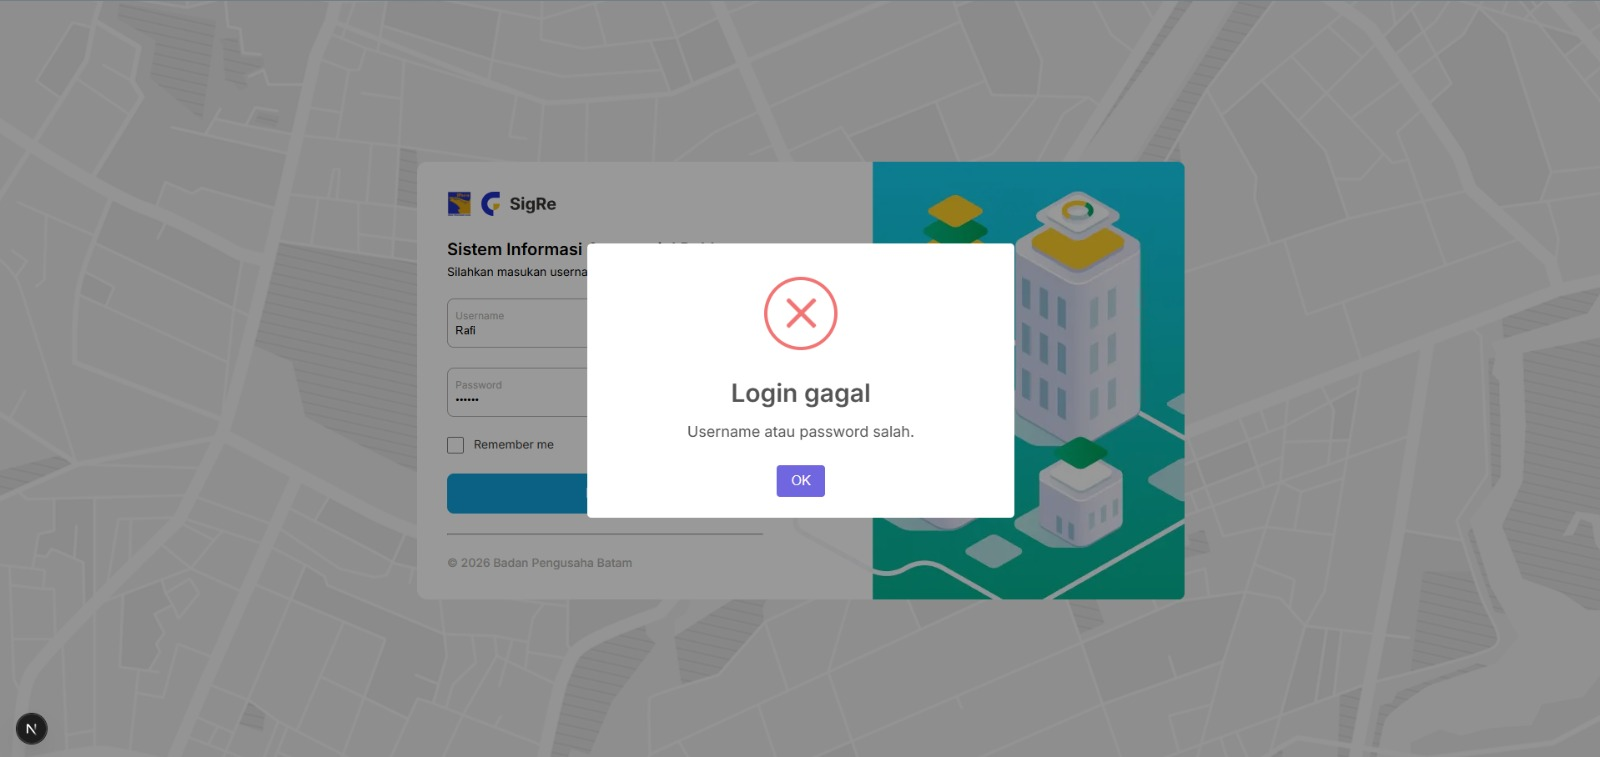 SigRe
Sistem Informasi
Silahkan masukan
Username
Rafi
Password
Remember me
© 2026 Badan Pengusaha Batam
Login gagal
Username atau password salah.
OK
N